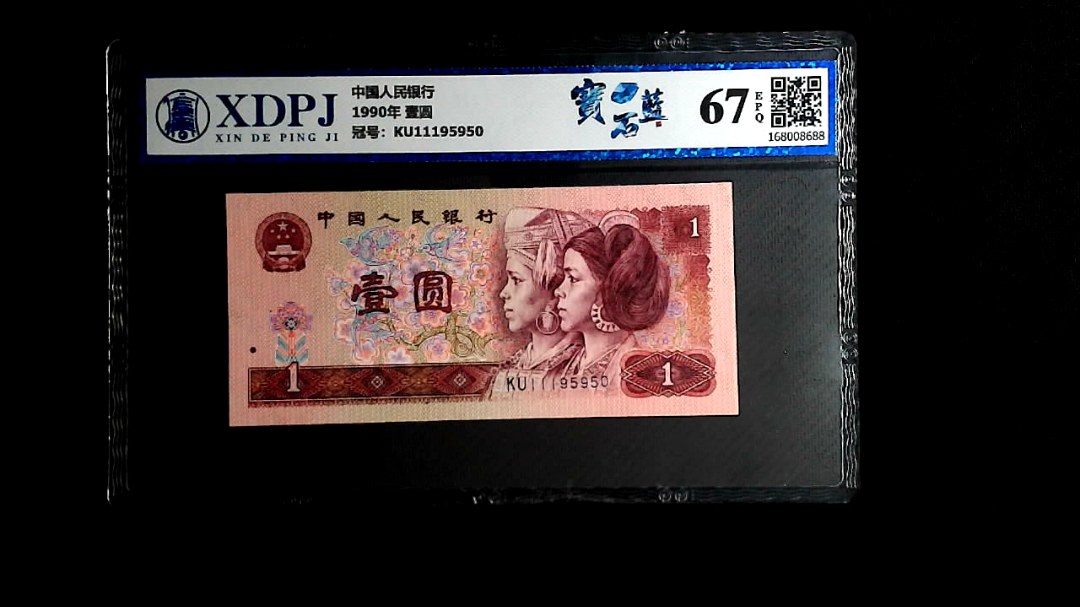 XDPJ
XIN DE PING JI
中国人民银行
1990年 壹圆
冠号：KU11195950
寶石藍
67
EPQ
168008688
中国人民银行
壹圆
1
1
KU11195950
1